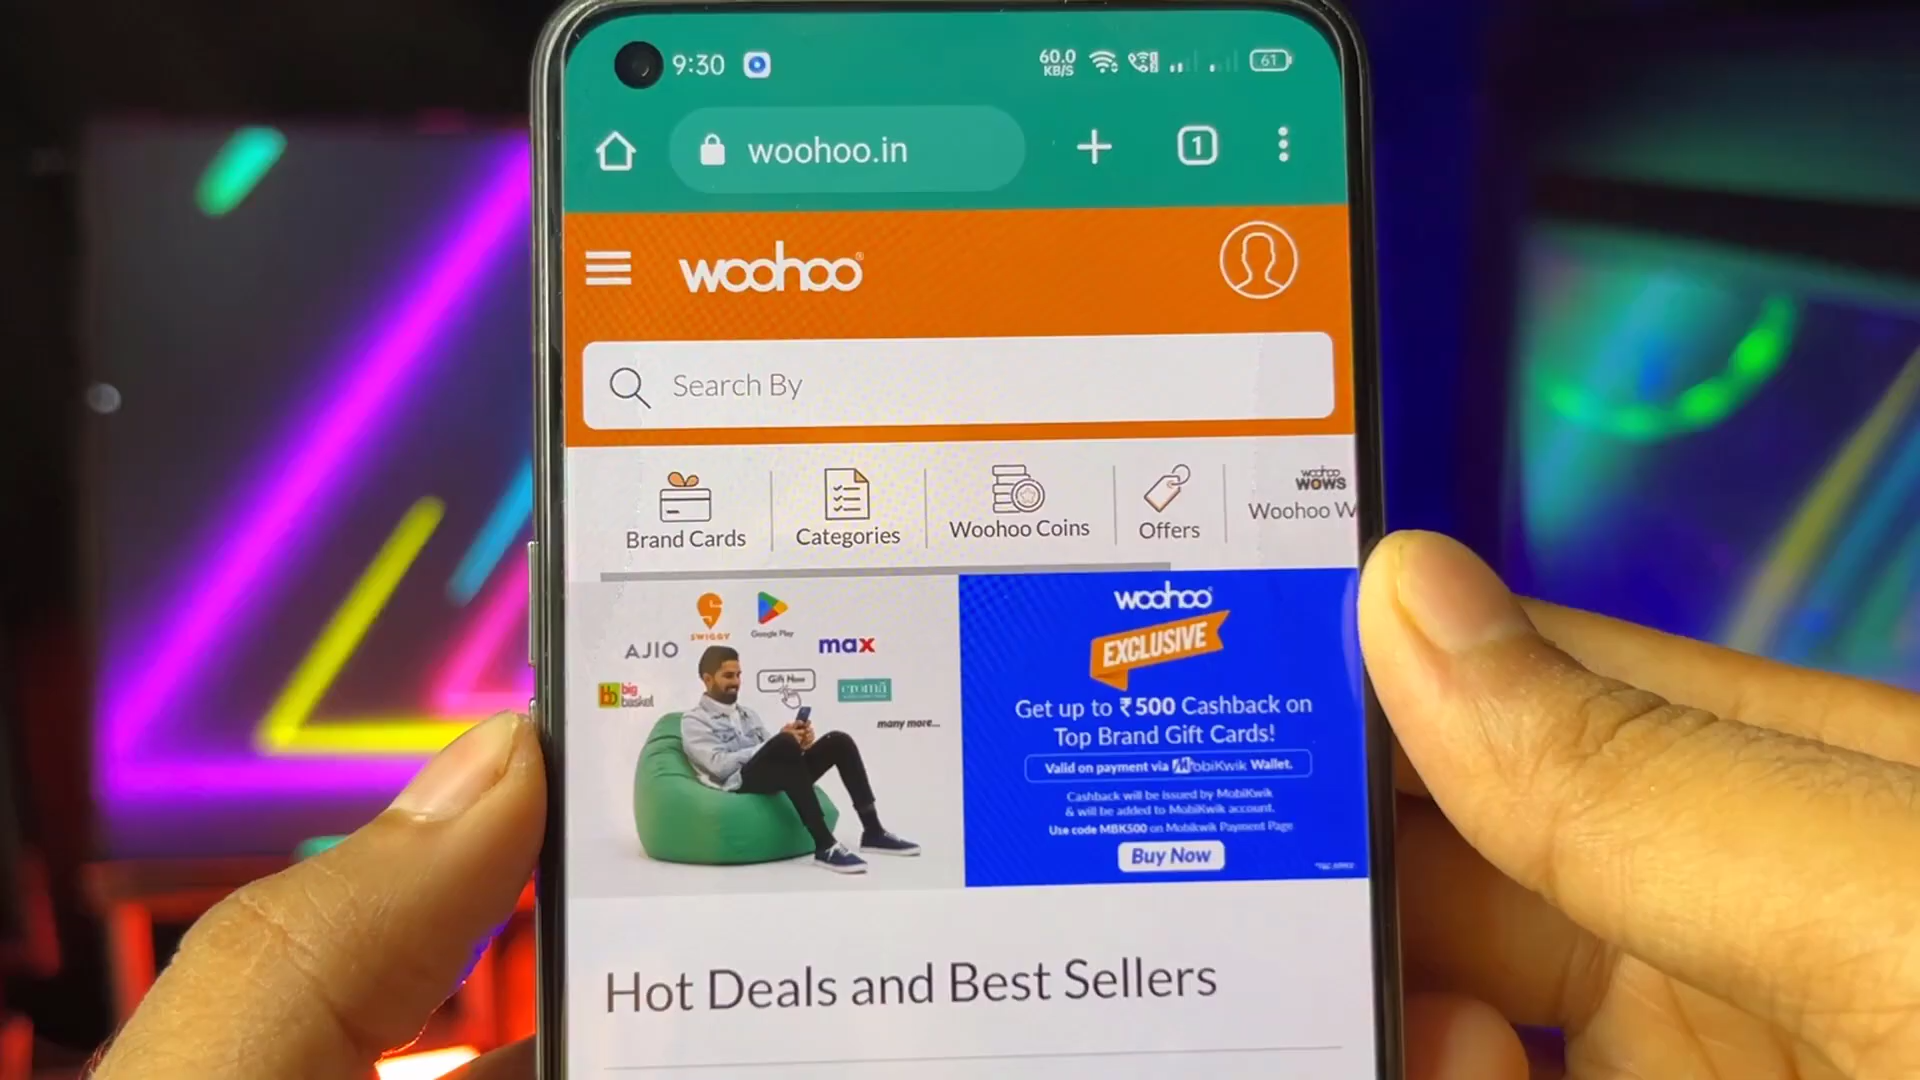 9:30
60.0
KB/S
61
woohoo.in
1
woohoo®
Search By
Brand Cards
Categories
Woohoo Coins
Offers
woohoo
WOWS
Woohoo W
AJIO
SWIGGY
Google Play
max
big
basket
Gift Now
croma
many more...
woohoo
EXCLUSIVE
Get up to ₹500 Cashback on
Top Brand Gift Cards!
Valid on payment via MobiKwik Wallet.
Cashback will be issued by MobiKwik
& will be added to MobiKwik account.
Use code MBK500 on Mobikwik Payment Page
Buy Now
Hot Deals and Best Sellers